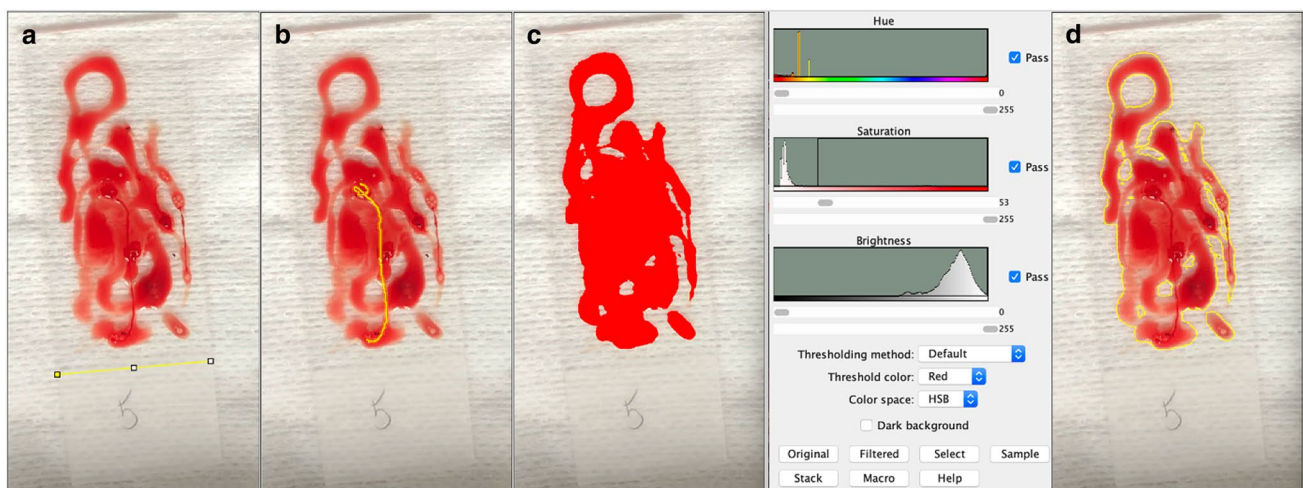 a
b
c
d
Hue
Pass
0
255
Saturation
Pass
53
255
Brightness
Pass
0
255
Thresholding method: Default
Threshold color: Red
Color space: HSB
Dark background
Original Filtered Select Sample
Stack Macro Help
5
5
5
5